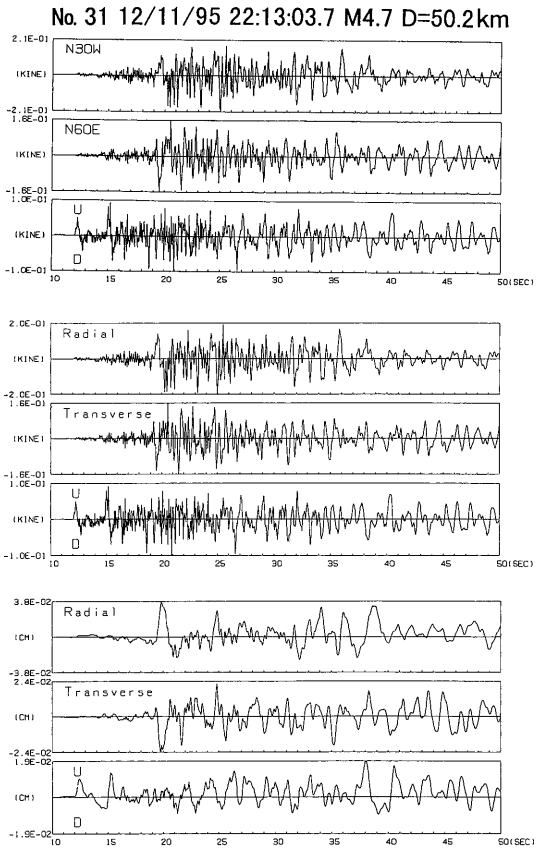 No. 31 12/11/95 22:13:03.7 M4.7 D=50.2km
2.1E-01
N30W
(KINE)
-2.1E-01
1.6E-01
N60E
(KINE)
-1.6E-01
1.0E-01
U
(KINE)
D
-1.0E-01
10 15 20 25 30 35 40 45 50(SEC)
2.0E-01
Radial
(KINE)
-2.0E-01
1.6E-01
Transverse
(KINE)
-1.6E-01
1.0E-01
U
(KINE)
D
-1.0E-01
10 15 20 25 30 35 40 45 50(SEC)
3.8E-02
Radial
(CM)
-3.8E-02
2.4E-01
Transverse
(CM)
-2.4E-02
1.9E-02
U
(CM)
D
-1.9E-02
10 15 20 25 30 35 40 45 50(SEC)